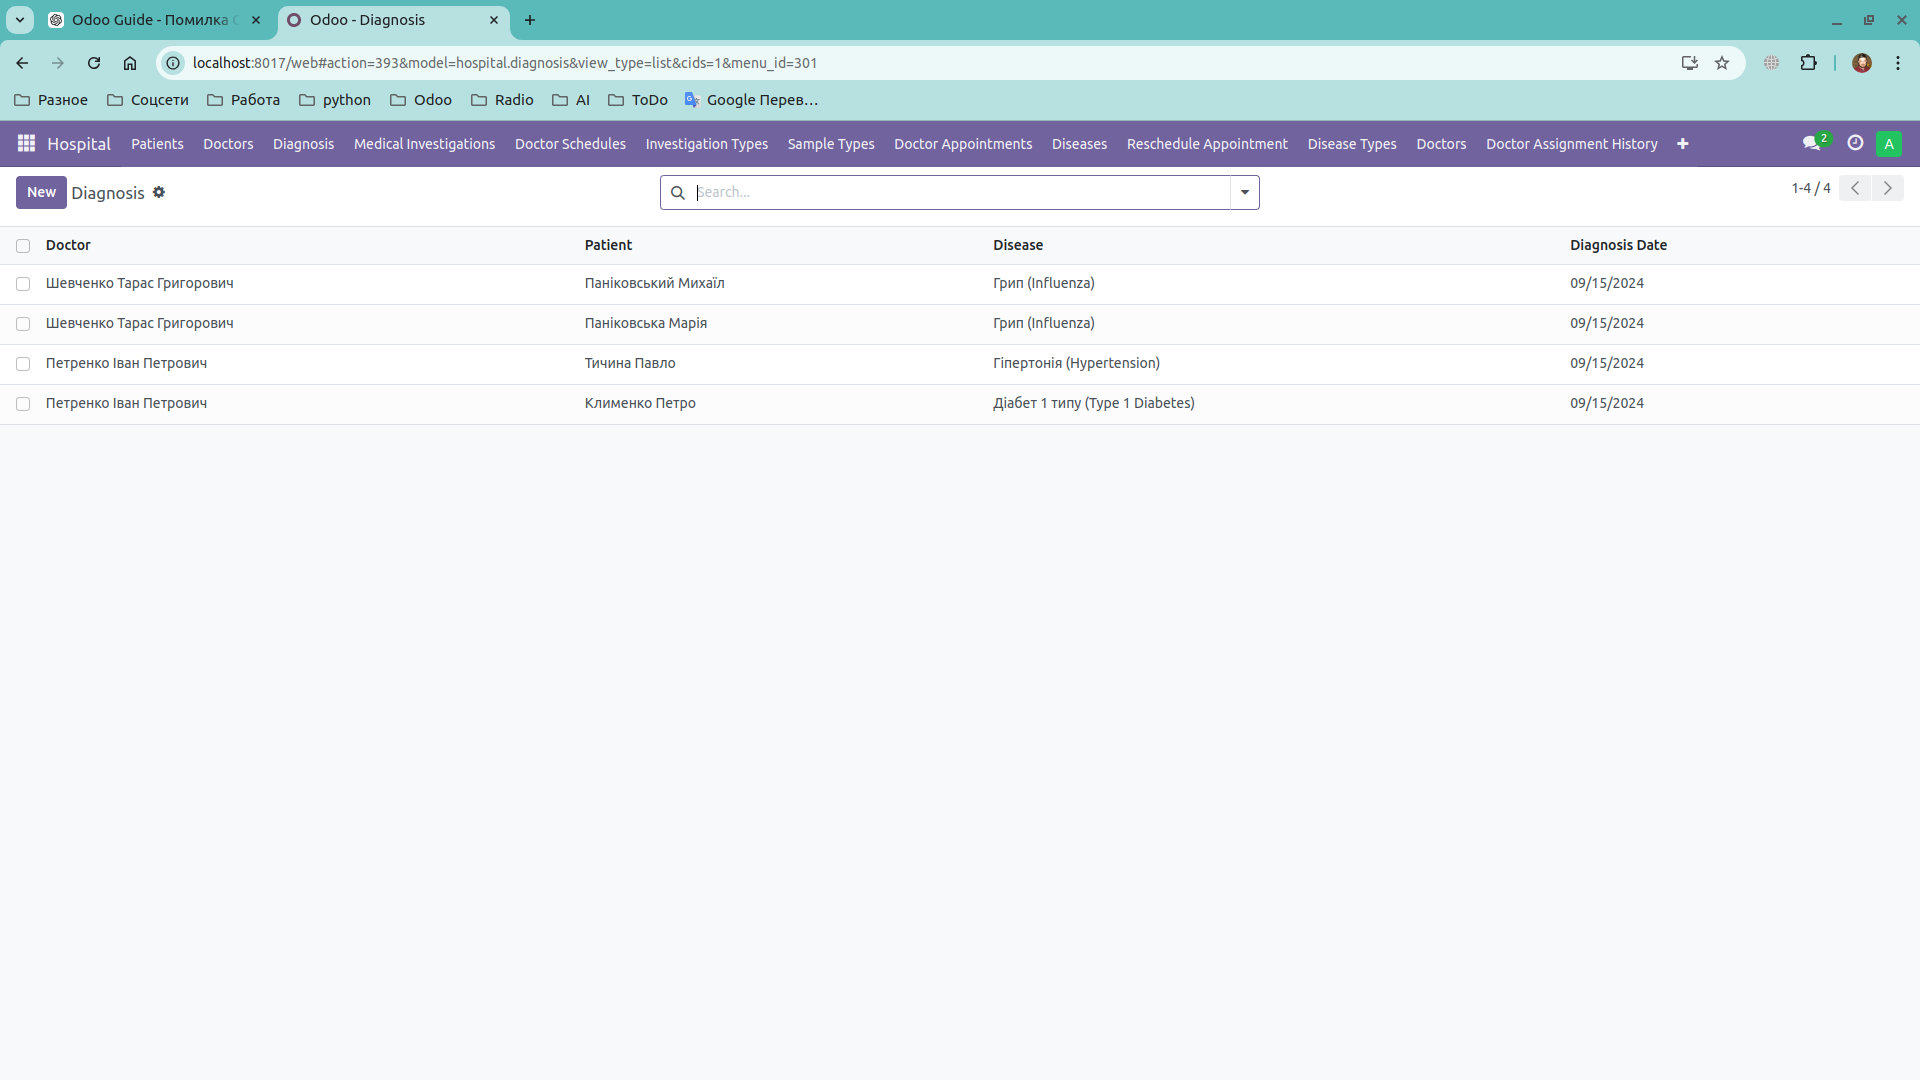 Odoo Guide - Помилка
Odoo - Diagnosis
localhost:8017/web#action=393&model=hospital.diagnosis&view_type=list&cids=1&menu_id=301
Разное Соцсети Работа python Odoo Radio AI ToDo Google Перев…
Hospital Patients Doctors Diagnosis Medical Investigations Doctor Schedules Investigation Types Sample Types Doctor Appointments Diseases Reschedule Appointment Disease Types Doctors Doctor Assignment History 2 A
New Diagnosis Search... 1-4 / 4
Doctor Patient Disease Diagnosis Date
Шевченко Тарас Григорович Паніковський Михаїл Грип (Influenza) 09/15/2024
Шевченко Тарас Григорович Паніковська Марія Грип (Influenza) 09/15/2024
Петренко Іван Петрович Тичина Павло Гіпертонія (Hypertension) 09/15/2024
Петренко Іван Петрович Клименко Петро Діабет 1 типу (Type 1 Diabetes) 09/15/2024